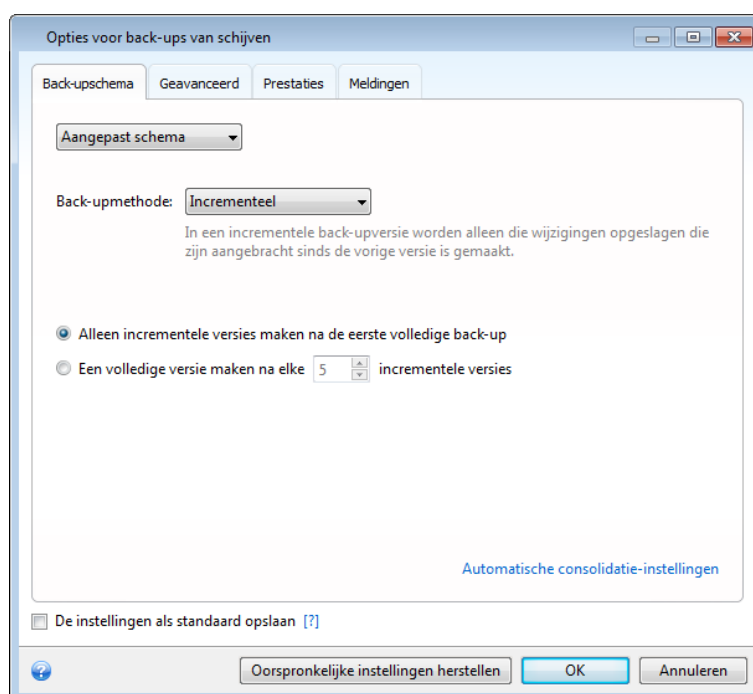 Opties voor back-ups van schijven
Back-upschema Geavanceerd Prestaties Meldingen
Aangepast schema
Back-upmethode: Incrementeel
In een incrementele back-upversie worden alleen die wijzigingen opgeslagen die
zijn aangebracht sinds de vorige versie is gemaakt.
Alleen incrementele versies maken na de eerste volledige back-up
Een volledige versie maken na elke 5 incrementele versies
Automatische consolidatie-instellingen
De instellingen als standaard opslaan [?]
? Oorspronkelijke instellingen herstellen OK Annuleren